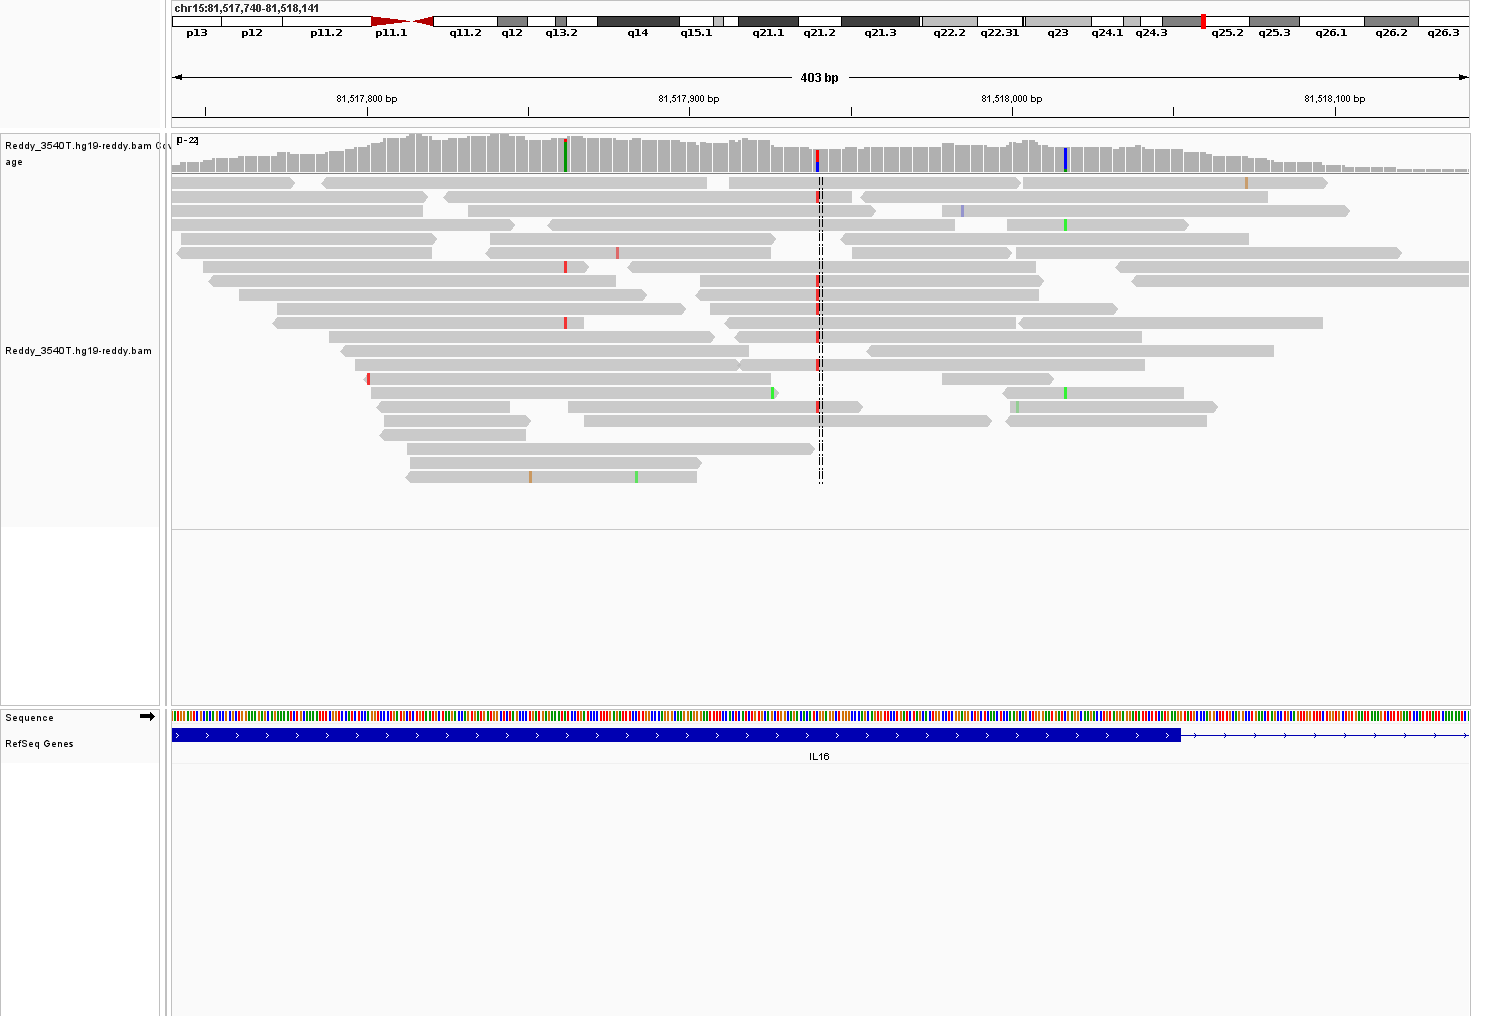 chr15:81,517,740-81,518,141
p13 p12 p11.2 p11.1 q11.2 q12 q13.2 q14 q15.1 q21.1 q21.2 q21.3 q22.2 q22.31 q23 q24.1 q24.3 q25.2 q25.3 q26.1 q26.2 q26.3
403 bp
81,517,800 bp 81,517,900 bp 81,518,000 bp 81,518,100 bp
[0-22]
Reddy_3540T.hg19-reddy.bam Cov
age
Reddy_3540T.hg19-reddy.bam
Sequence
RefSeq Genes
IL16